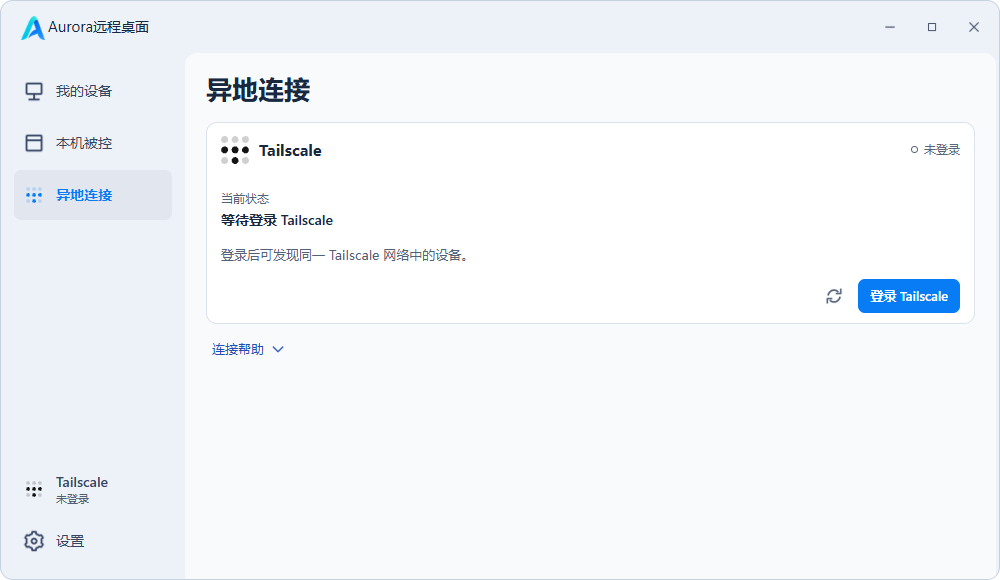 Aurora远程桌面
我的设备
本机被控
异地连接
异地连接
Tailscale
未登录
当前状态
等待登录 Tailscale
登录后可发现同一 Tailscale 网络中的设备。
登录 Tailscale
连接帮助
Tailscale
未登录
设置